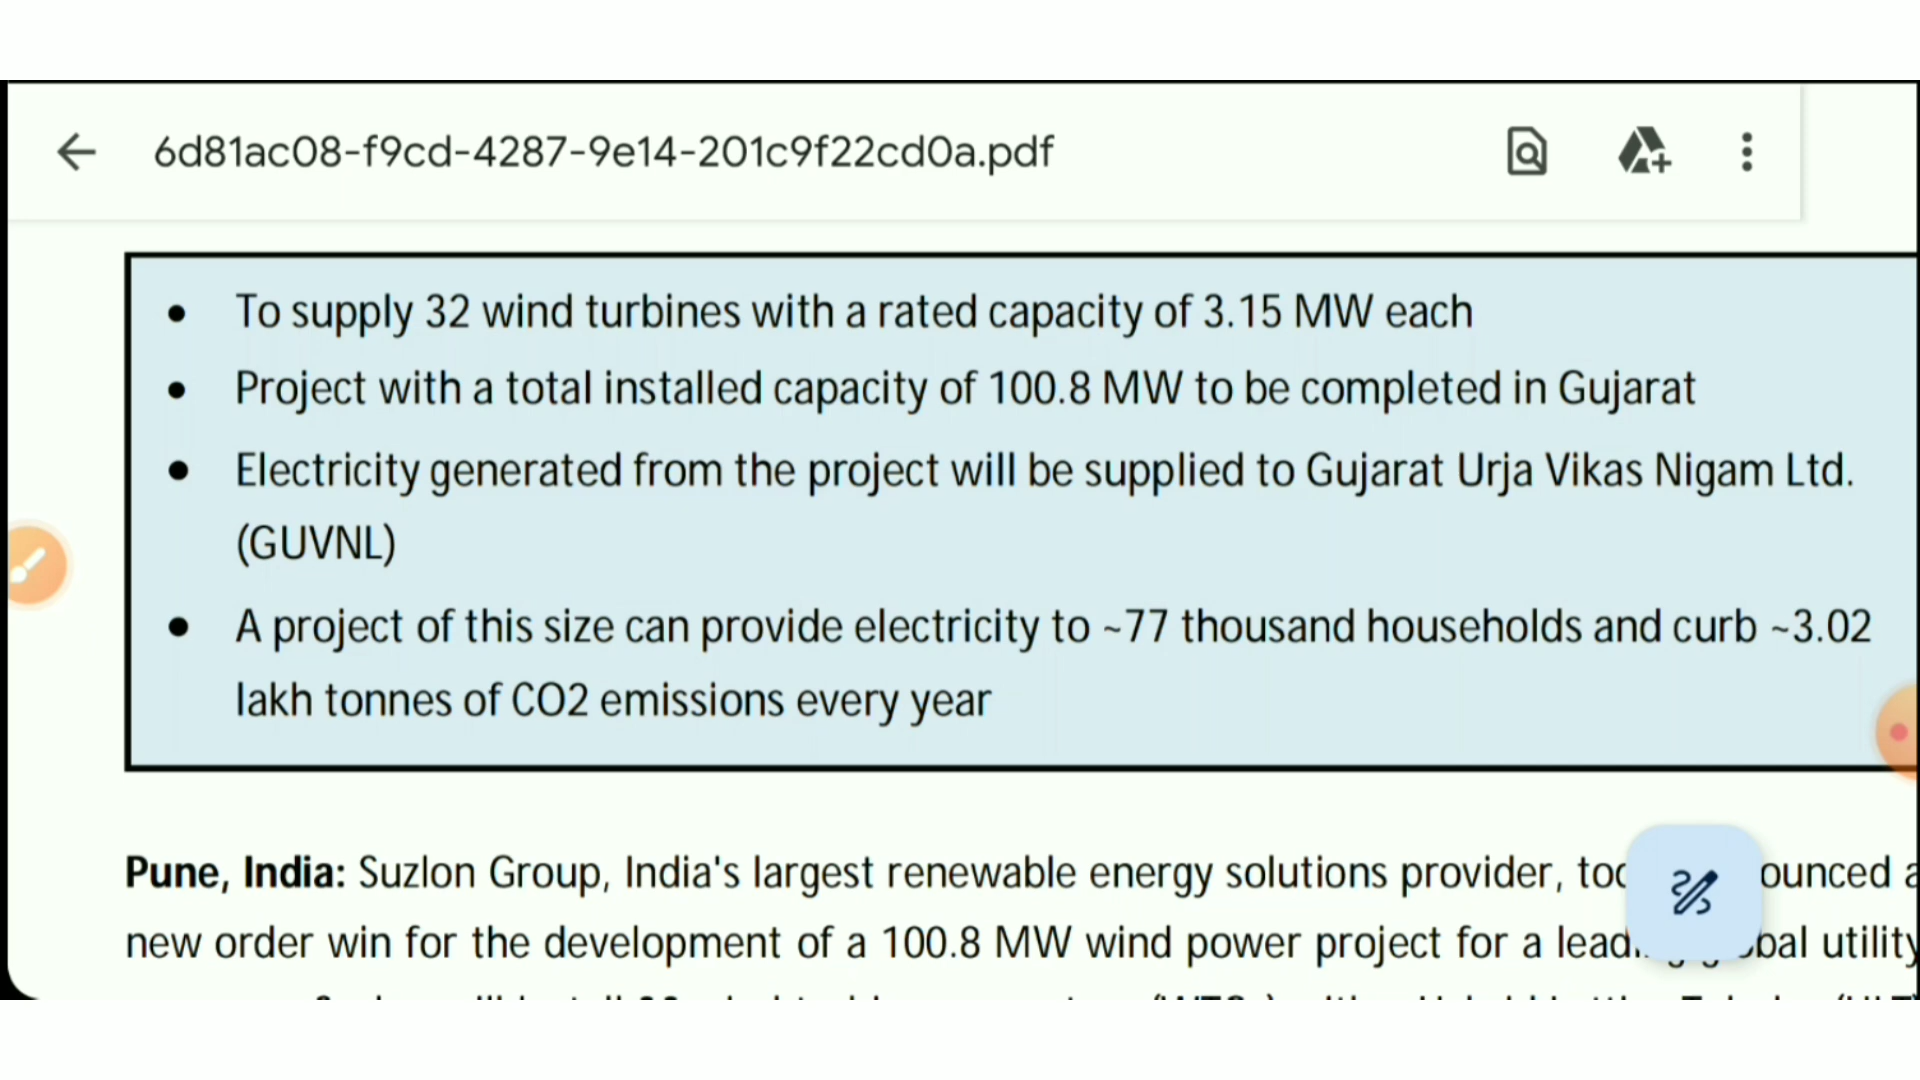 6d81ac08-f9cd-4287-9e14-201c9f22cd0a.pdf
• To supply 32 wind turbines with a rated capacity of 3.15 MW each
• Project with a total installed capacity of 100.8 MW to be completed in Gujarat
• Electricity generated from the project will be supplied to Gujarat Urja Vikas Nigam Ltd.
(GUVNL)
• A project of this size can provide electricity to ~77 thousand households and curb ~3.02
lakh tonnes of CO2 emissions every year
Pune, India: Suzlon Group, India's largest renewable energy solutions provider,
new order win for the development of a 100.8 MW wind power project for a utility